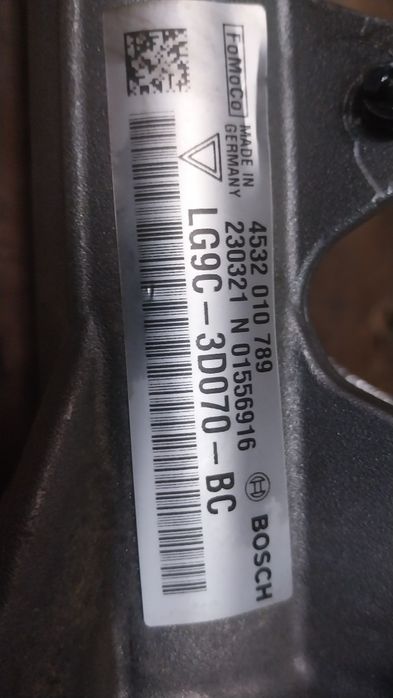 FoMoCo MADE IN
GERMANY
4532 010 789
230321 N 01556916
LG9C-3D070-BC
BOSCH